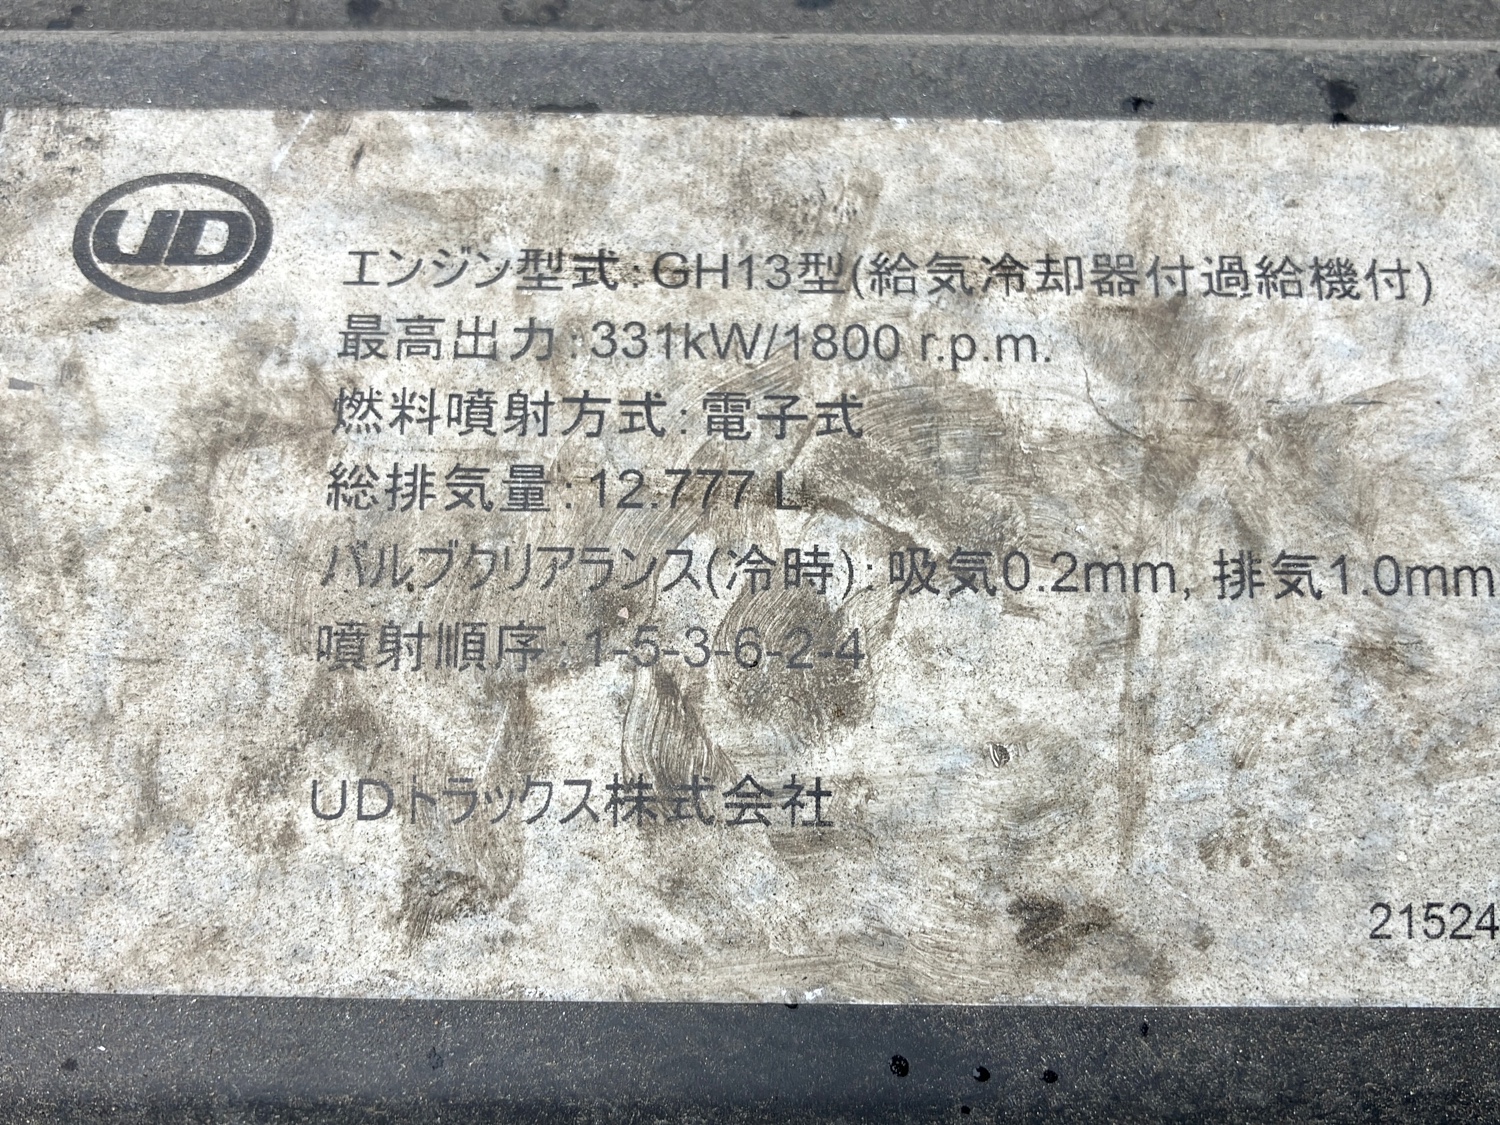 UD
エンジン型式:GH13型(給気冷却器付過給機付)
最高出力:331kW/1800 r.p.m.
燃料噴射方式:電子式
総排気量:12.777 L
バルブクリアランス(冷時):吸気0.2mm, 排気1.0mm
噴射順序:1-5-3-6-2-4
UDトラックス株式会社
21524